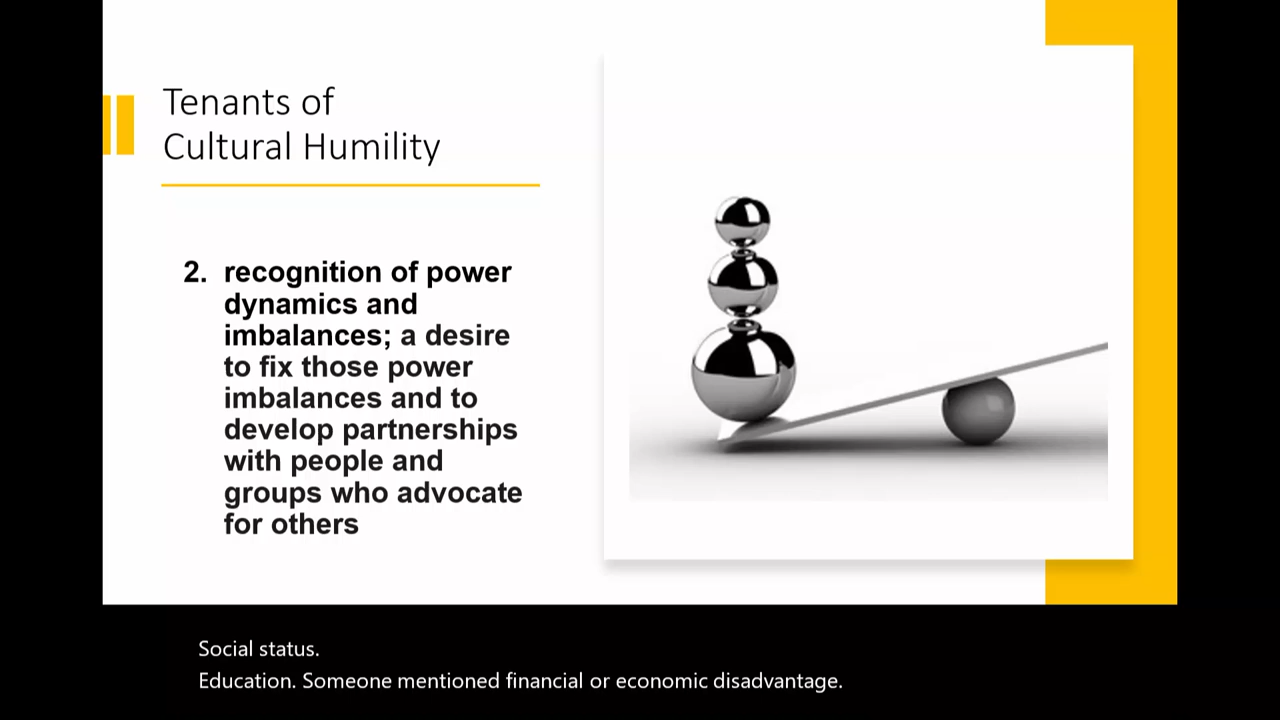 Tenants of
Cultural Humility
2. recognition of power
dynamics and
imbalances; a desire
to fix those power
imbalances and to
develop partnerships
with people and
groups who advocate
for others
Social status.
Education. Someone mentioned financial or economic disadvantage.